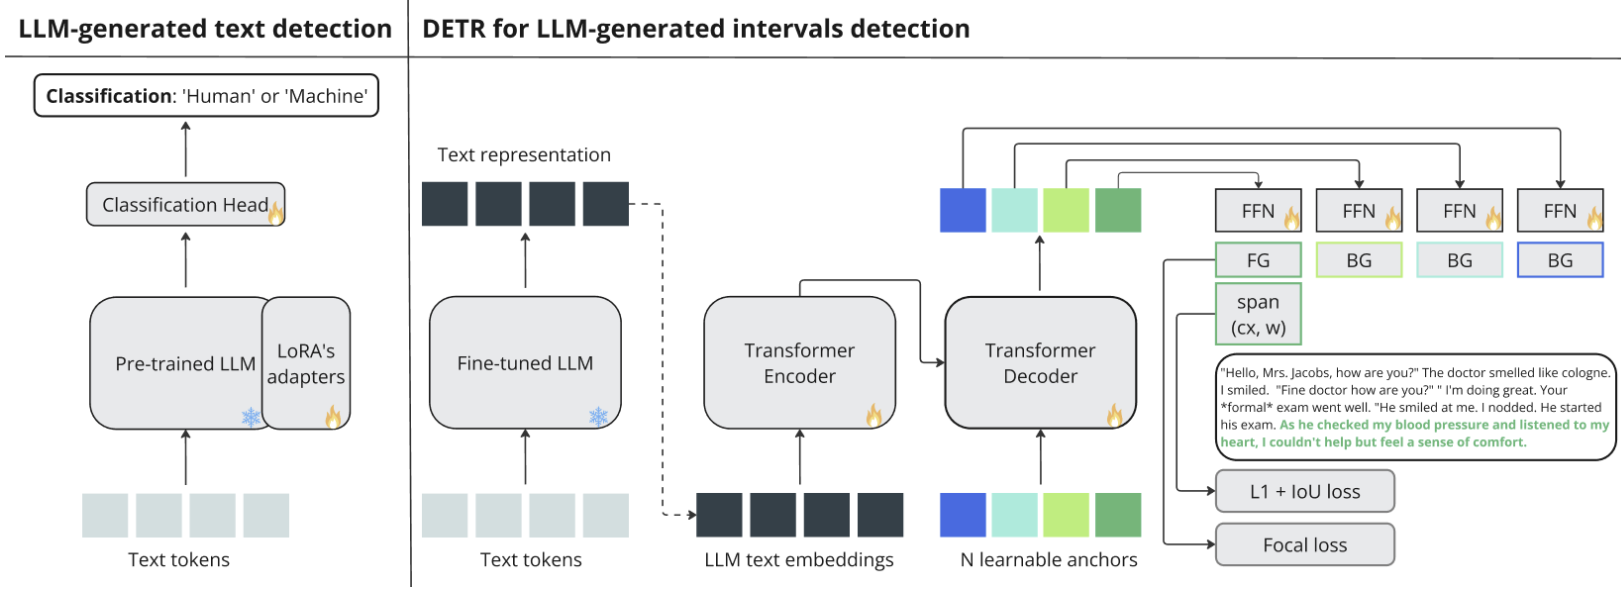 LLM-generated text detection
DETR for LLM-generated intervals detection
Classification: 'Human' or 'Machine'
Classification Head
Pre-trained LLM
LoRA's
adapters
Text tokens
Text representation
Fine-tuned LLM
Text tokens
Transformer
Encoder
LLM text embeddings
Transformer
Decoder
N learnable anchors
FFN
FFN
FFN
FFN
FG
BG
BG
BG
span
(cx, w)
"Hello, Mrs. Jacobs, how are you?" The doctor smelled like cologne.
I smiled. "Fine doctor how are you?" " I'm doing great. Your
*formal* exam went well. "He smiled at me. I nodded. He started
his exam. As he checked my blood pressure and listened to my
heart, I couldn't help but feel a sense of comfort.
L1 + IoU loss
Focal loss